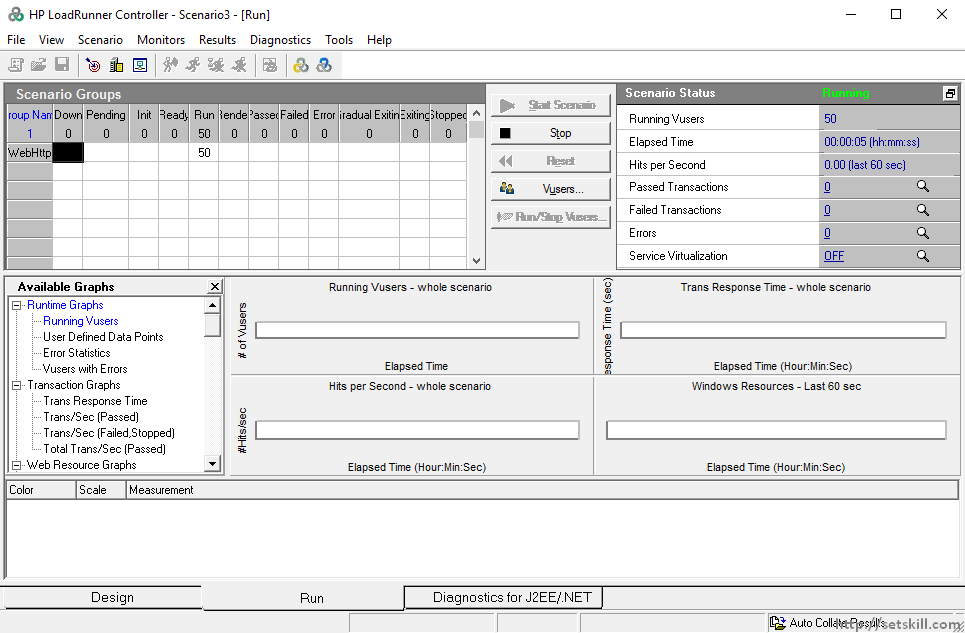 HP LoadRunner Controller - Scenario3 - [Run]
File View Scenario Monitors Results Diagnostics Tools Help
Scenario Groups
roup Nam Down Pending Init Ready Run Rende Passed Failed Error Gradual Exiting Exiting Stopped
1 0 0 0 0 50 0 0 0 0 0 0 0
WebHttp 50
Start Scenario
Stop
Reset
Vusers...
Run/Stop Vusers...
Scenario Status Running
Running Vusers 50
Elapsed Time 00:00:05 (hh:mm:ss)
Hits per Second 0.00 (last 60 sec)
Passed Transactions 0
Failed Transactions 0
Errors 0
Service Virtualization OFF
Available Graphs
Runtime Graphs
Running Vusers
User Defined Data Points
Error Statistics
Vusers with Errors
Transaction Graphs
Trans Response Time
Trans/Sec (Passed)
Trans/Sec (Failed,Stopped)
Total Trans/Sec (Passed)
Web Resource Graphs
Running Vusers - whole scenario
# of Vusers
Elapsed Time
Trans Response Time - whole scenario
esponse Time (sec)
Elapsed Time (Hour:Min:Sec)
Hits per Second - whole scenario
#Hits/sec
Elapsed Time (Hour:Min:Sec)
Windows Resources - Last 60 sec
Elapsed Time (Hour:Min:Sec)
Color Scale Measurement
Design Run Diagnostics for J2EE/.NET
Auto Collate Results
http://setskill.com